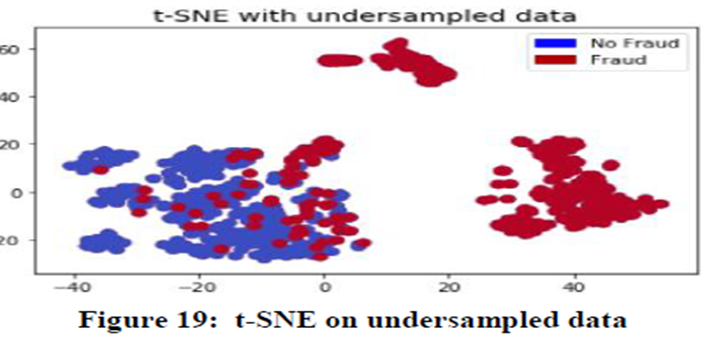 t-SNE with undersampled data
No Fraud
Fraud
60
40
20
0
20
−40 −20 0 20 40
Figure 19: t-SNE on undersampled data